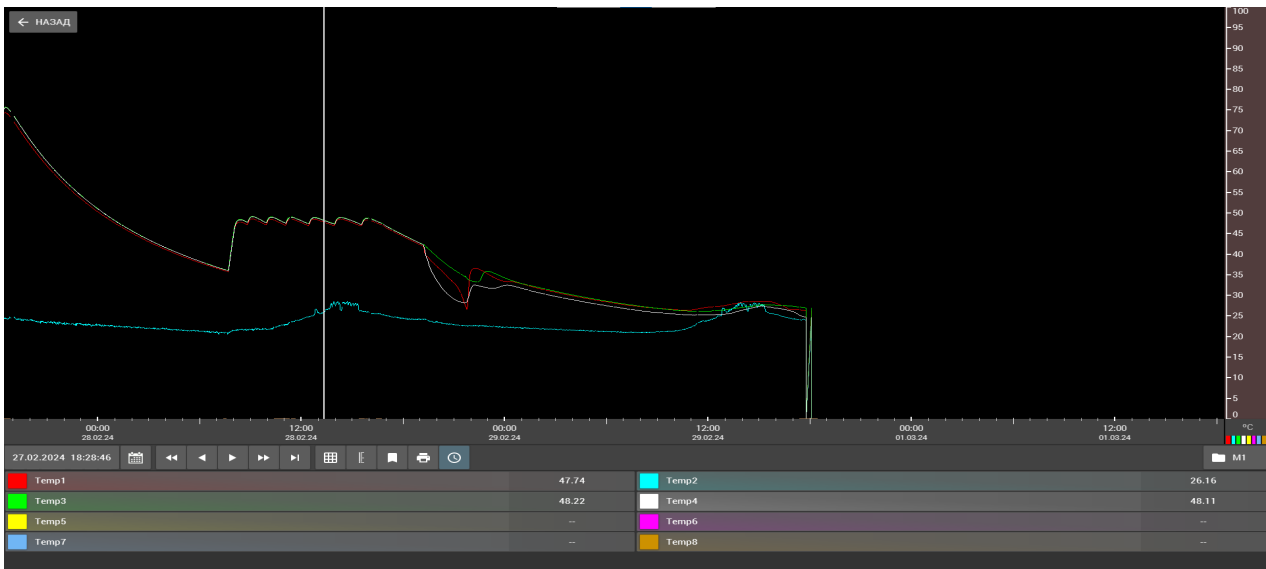 НАЗАД
100
95
90
85
80
75
70
65
60
55
50
45
40
35
30
25
20
15
10
5
0
00:00 12:00 00:00 12:00 00:00 12:00 °C
28.02.24 28.02.24 29.02.24 29.02.24 01.03.24 01.03.24
27.02.2024 18:28:46 M1
Temp1 47.74 Temp2 26.16
Temp3 48.22 Temp4 48.11
Temp5 -- Temp6 --
Temp7 -- Temp8 --